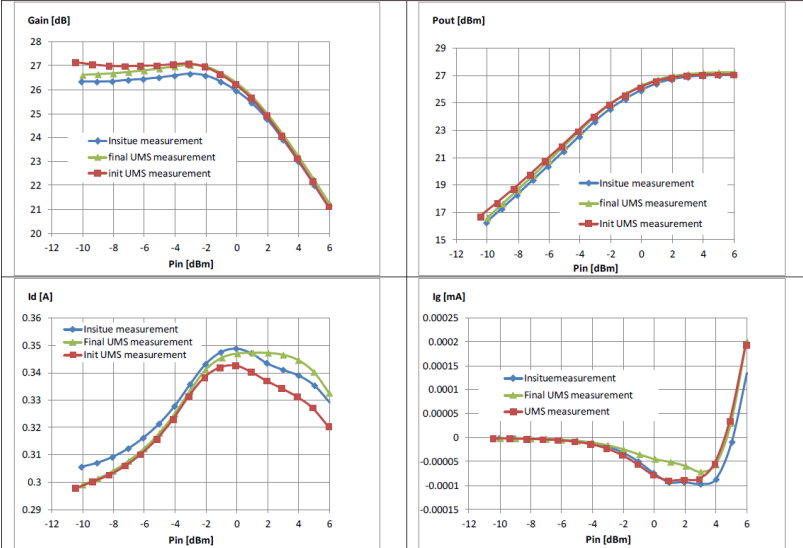 Gain [dB]
28
27
26
25
24
23
22
21
20
-12 -10 -8 -6 -4 -2 0 2 4 6
Pin [dBm]
Insitue measurement
final UMS measurement
init UMS measurement
Pout [dBm]
29
27
25
23
21
19
17
15
-12 -10 -8 -6 -4 -2 0 2 4 6
Pin [dBm]
Insitue measurement
final UMS measurement
Init UMS measurement
Id [A]
0.36
0.35
0.34
0.33
0.32
0.31
0.3
0.29
-12 -10 -8 -6 -4 -2 0 2 4 6
Pin [dBm]
Insitue measurement
Final UMS measurement
Init UMS measurement
Ig [mA]
0.00025
0.0002
0.00015
0.0001
0.00005
0
-0.00005
-0.0001
-0.00015
-12 -10 -8 -6 -4 -2 0 2 4 6
Pin [dBm]
Insituemeasurement
Final UMS measurement
UMS measurement